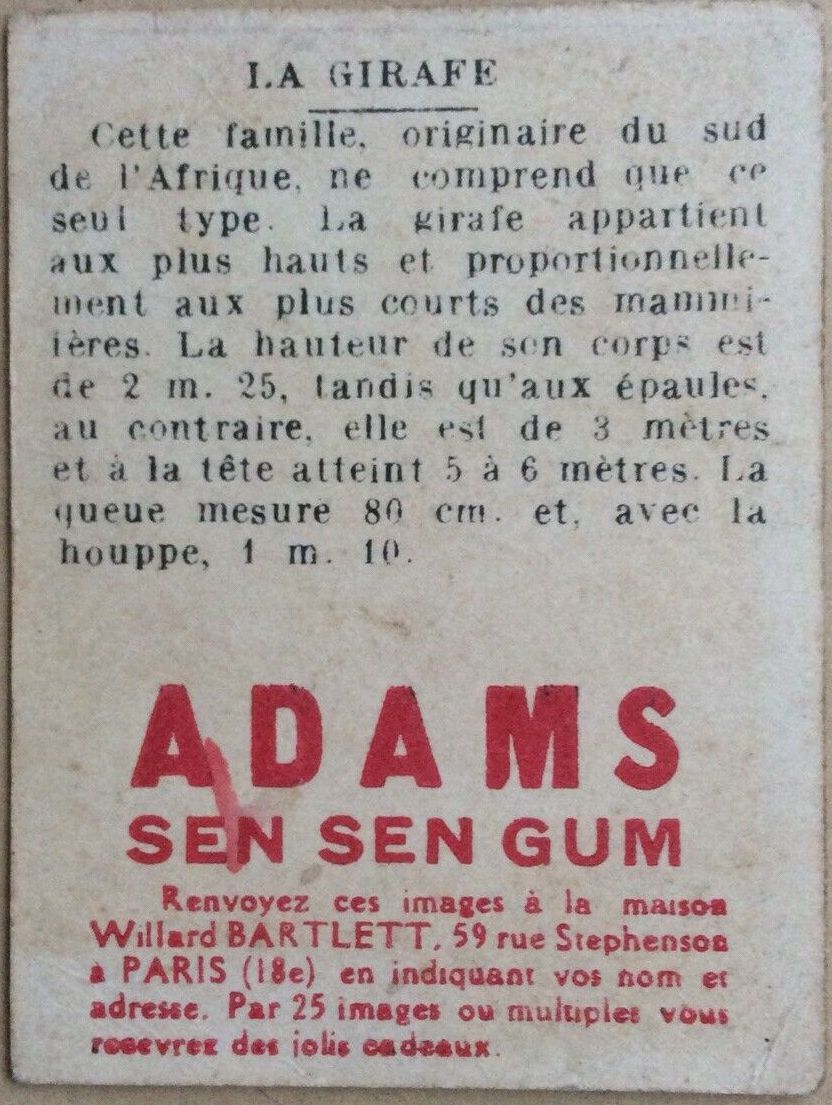 LA GIRAFE
Cette famille, originaire du sud
de l'Afrique, ne comprend que ce
seul type. La girafe appartient
aux plus hauts et proportionnelle-
ment aux plus courts des mammi-
fères. La hauteur de son corps est
de 2 m. 25, tandis qu'aux épaules,
au contraire, elle est de 3 mètres
et à la tête atteint 5 à 6 mètres. La
queue mesure 80 cm. et, avec la
houppe, 1 m. 10.
ADAMS
SEN SEN GUM
Renvoyez ces images à la maison
Willard BARTLETT, 59 rue Stephenson
à PARIS (18e) en indiquant vos nom et
adresse. Par 25 images ou multiples vous
recevrez des jolis cadeaux.